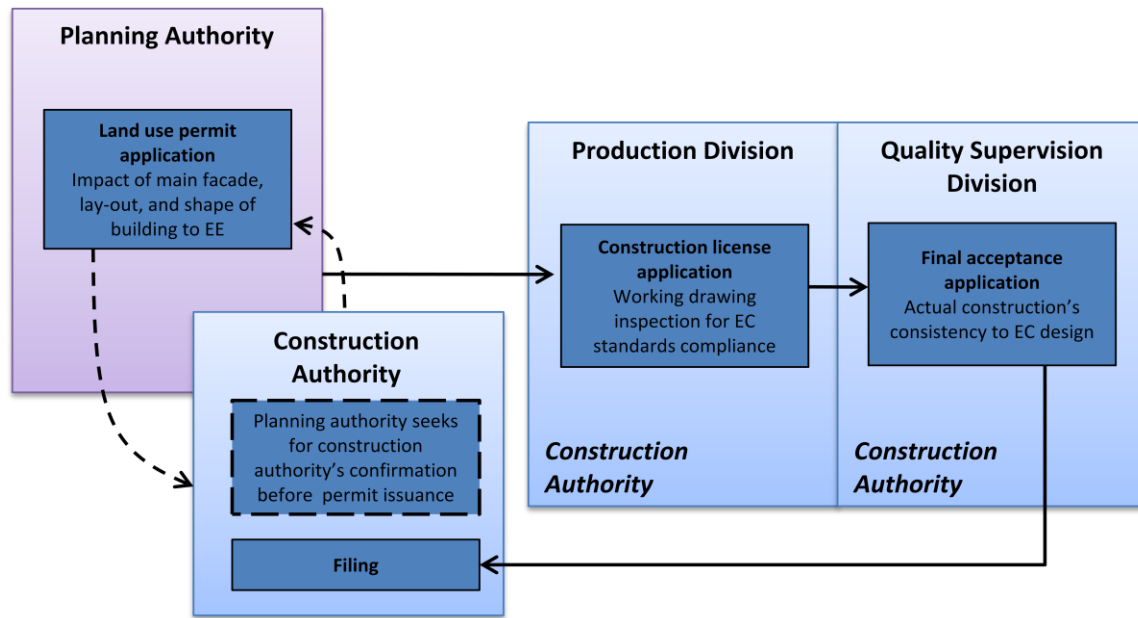 Planning Authority
Land use permit
application
Impact of main facade,
lay-out, and shape of
building to EE
Construction
Authority
Planning authority seeks
for construction
authority’s confirmation
before permit issuance
Filing
Production Division
Construction license
application
Working drawing
inspection for EC
standards compliance
Construction
Authority
Quality Supervision
Division
Final acceptance
application
Actual construction’s
consistency to EC design
Construction
Authority